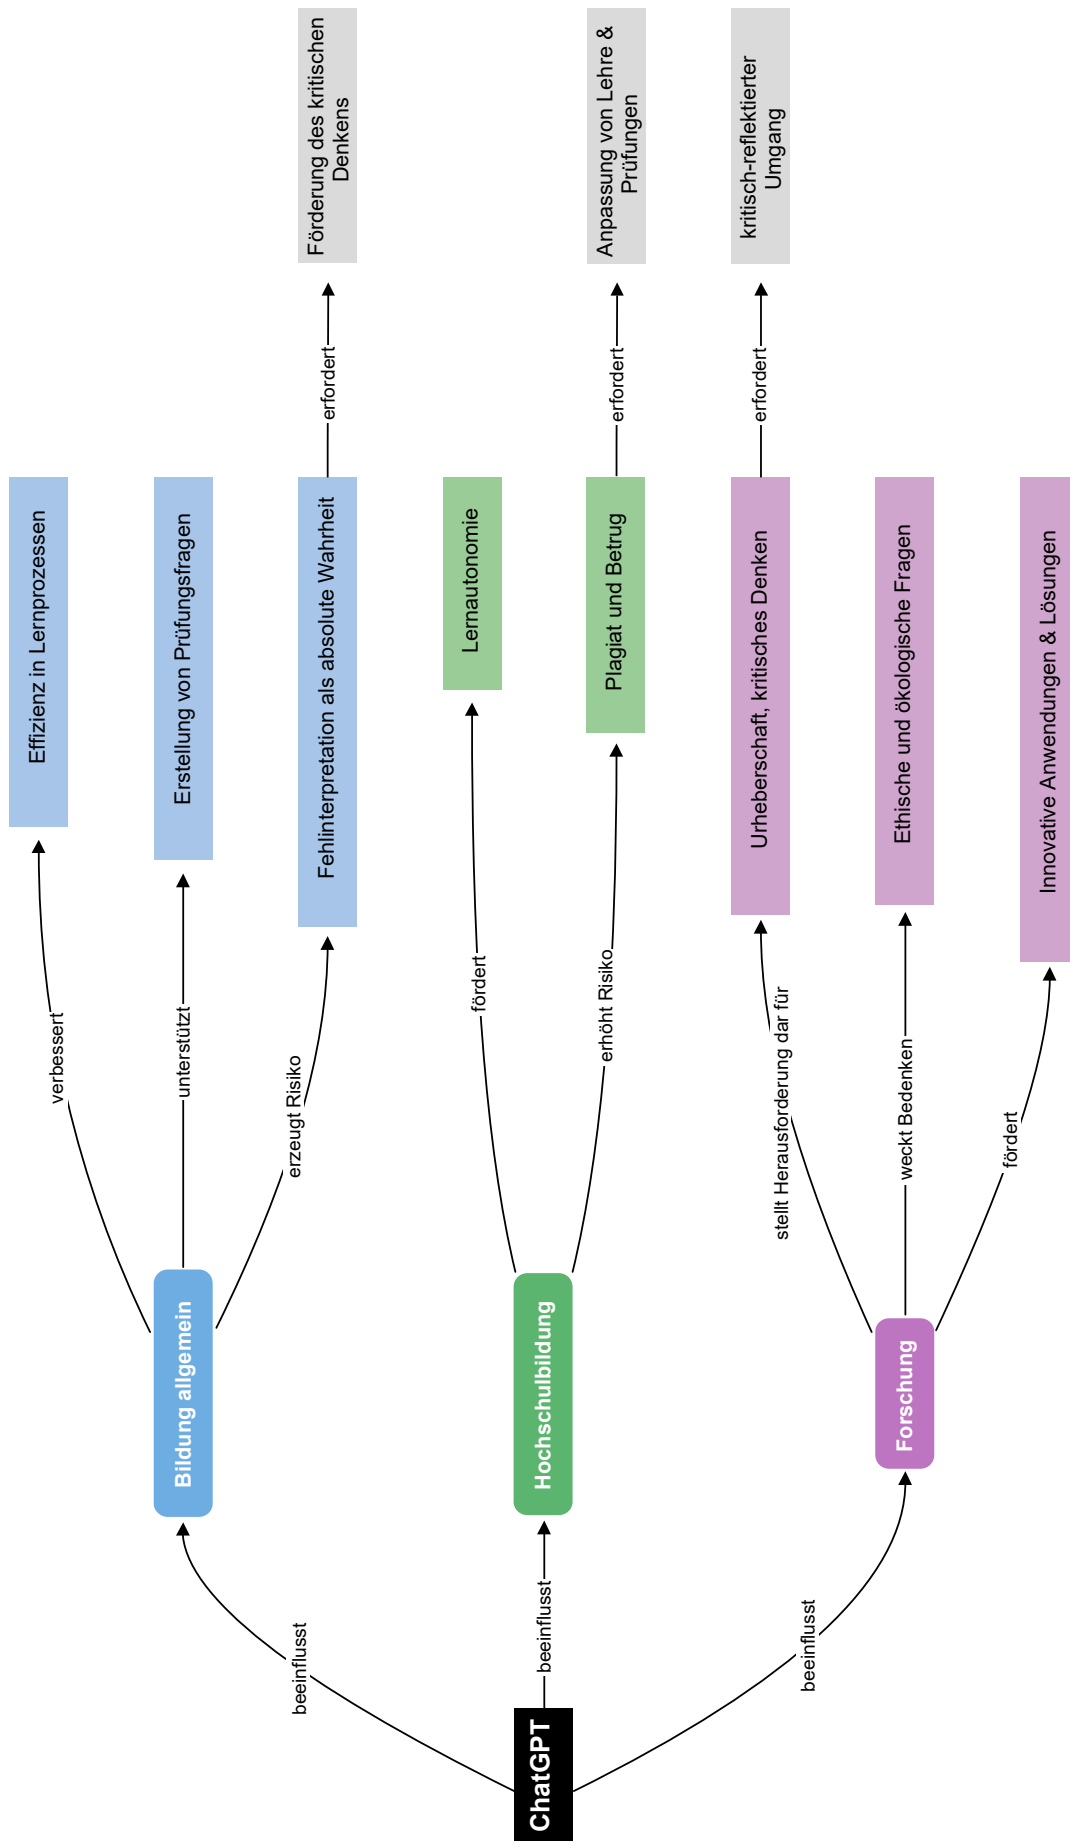 ChatGPT
beeinflusst
beeinflusst
beeinflusst
Bildung allgemein
verbessert
Effizienz in Lernprozessen
unterstützt
Erstellung von Prüfungsfragen
erzeugt Risiko
Fehlinterpretation als absolute Wahrheit
erfordert
Förderung des kritischen
Denkens
Hochschulbildung
fördert
Lernautonomie
erhöht Risiko
Plagiat und Betrug
erfordert
Anpassung von Lehre &
Prüfungen
Forschung
stellt Herausforderung dar für
Urheberschaft, kritisches Denken
erfordert
kritisch-reflektierter
Umgang
weckt Bedenken
Ethische und ökologische Fragen
fördert
Innovative Anwendungen & Lösungen